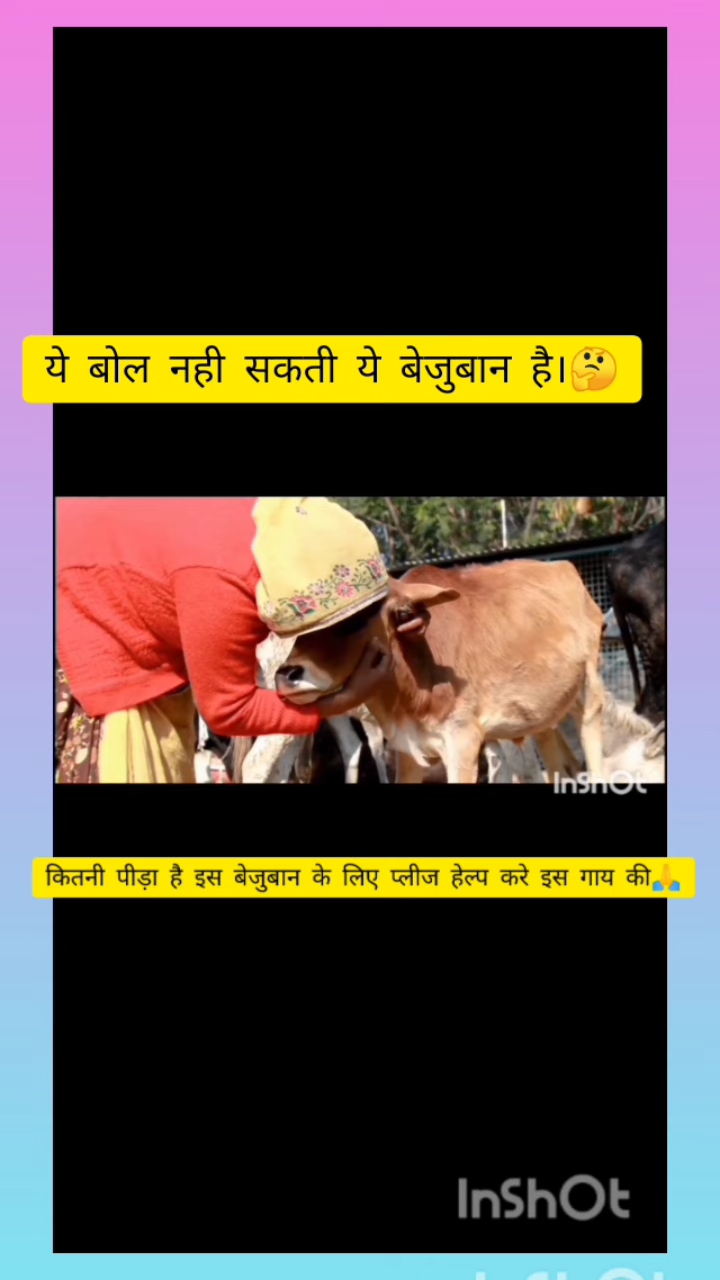 ये बोल नही सकती ये बेजुबान है।🤔
InShOt
कितनी पीड़ा है इस बेजुबान के लिए प्लीज हेल्प करे इस गाय की🙏
InShOt